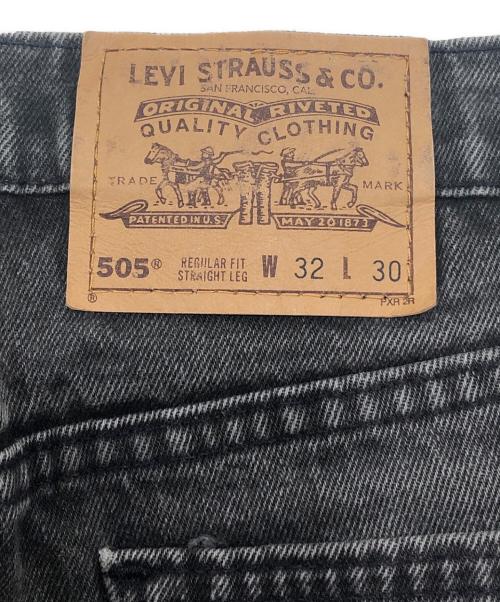 LEVI STRAUSS & CO.
SAN FRANCISCO, CAL.
ORIGINAL RIVETED
QUALITY CLOTHING
TRADE MARK
PATENTED IN U.S. MAY 20 1873
505® REGULAR FIT W 32 L 30
STRAIGHT LEG
® PXR 2R